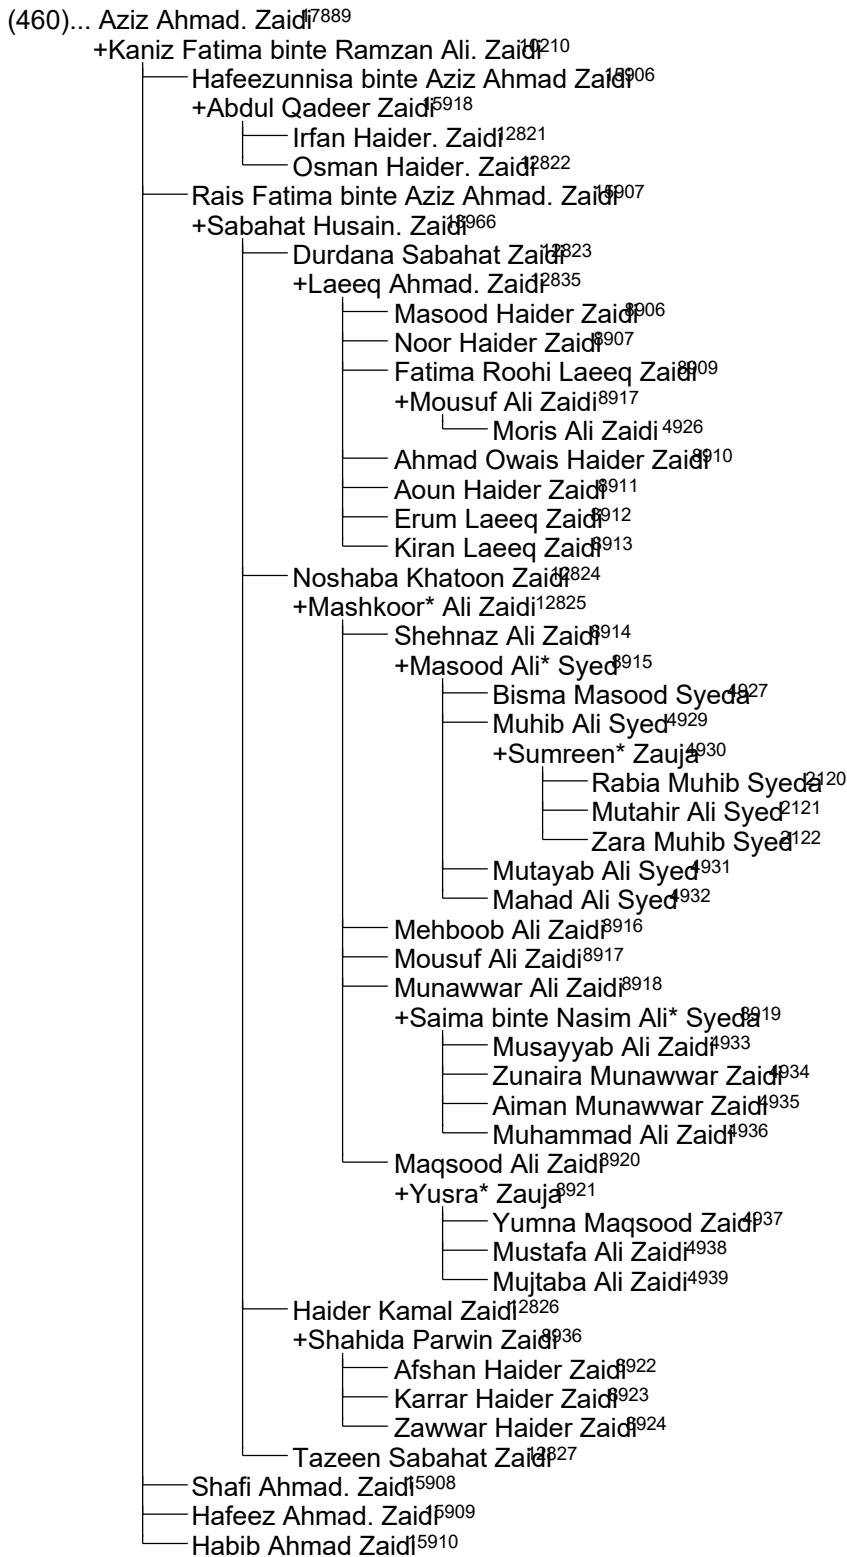 (460)... Aziz Ahmad. Zaidi17889
+Kaniz Fatima binte Ramzan Ali. Zaidi10210
Hafeezunnisa binte Aziz Ahmad Zaidi15906
+Abdul Qadeer Zaidi15918
Irfan Haider. Zaidi12821
Osman Haider. Zaidi12822
Rais Fatima binte Aziz Ahmad. Zaidi15907
+Sabahat Husain. Zaidi13966
Durdana Sabahat Zaidi12823
+Laeeq Ahmad. Zaidi12835
Masood Haider Zaidi8906
Noor Haider Zaidi8907
Fatima Roohi Laeeq Zaidi8909
+Mousuf Ali Zaidi8917
Moris Ali Zaidi 4926
Ahmad Owais Haider Zaidi8910
Aoun Haider Zaidi8911
Erum Laeeq Zaidi8912
Kiran Laeeq Zaidi8913
Noshaba Khatoon Zaidi12824
+Mashkoor* Ali Zaidi12825
Shehnaz Ali Zaidi8914
+Masood Ali* Syed8915
Bisma Masood Syeda4927
Muhib Ali Syed4929
+Sumreen* Zauja4930
Rabia Muhib Syeda2120
Mutahir Ali Syed2121
Zara Muhib Syed2122
Mutayab Ali Syed4931
Mahad Ali Syed4932
Mehboob Ali Zaidi8916
Mousuf Ali Zaidi8917
Munawwar Ali Zaidi8918
+Saima binte Nasim Ali* Syeda8919
Musayyab Ali Zaidi4933
Zunaira Munawwar Zaidi4934
Aiman Munawwar Zaidi4935
Muhammad Ali Zaidi4936
Maqsood Ali Zaidi8920
+Yusra* Zauja8921
Yumna Maqsood Zaidi4937
Mustafa Ali Zaidi4938
Mujtaba Ali Zaidi4939
Haider Kamal Zaidi12826
+Shahida Parwin Zaidi8936
Afshan Haider Zaidi8922
Karrar Haider Zaidi8923
Zawwar Haider Zaidi8924
Tazeen Sabahat Zaidi12827
Shafi Ahmad. Zaidi15908
Hafeez Ahmad. Zaidi15909
Habib Ahmad Zaidi15910